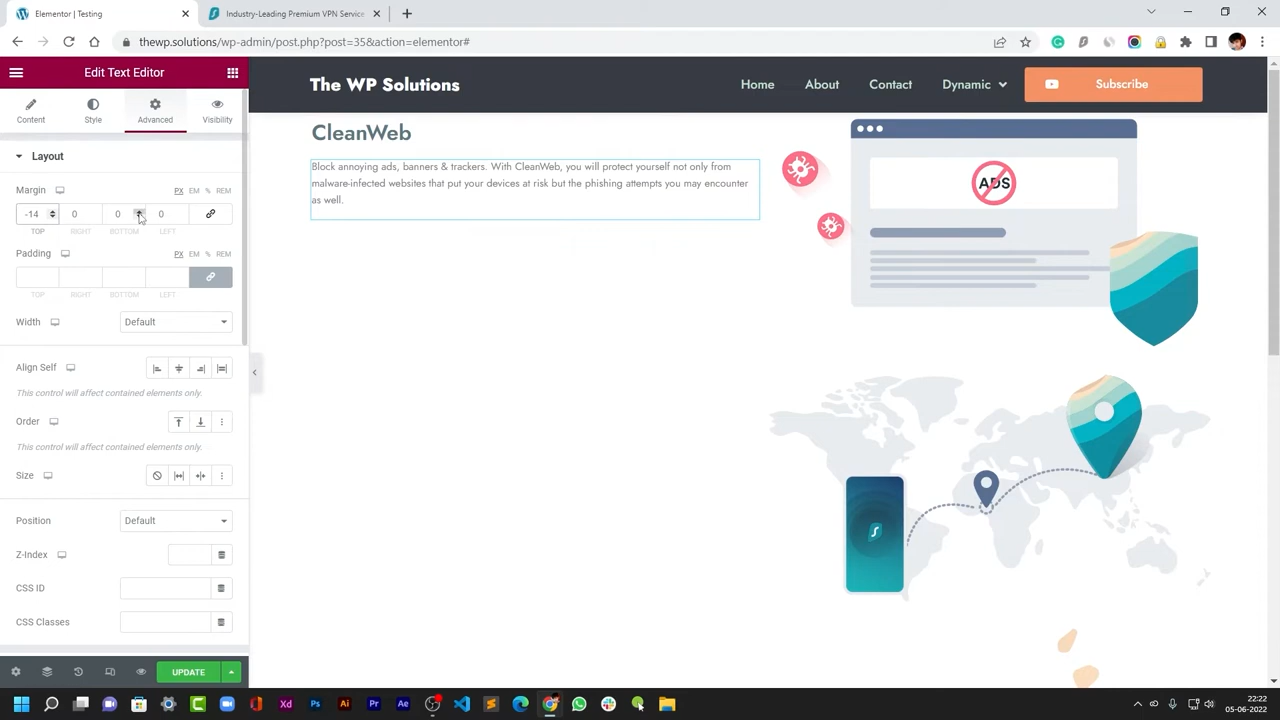 Elementor | Testing
Industry-Leading Premium VPN Service
thewp.solutions/wp-admin/post.php?post=35&action=elementor#
Edit Text Editor
Content
Style
Advanced
Visibility
Layout
Margin
PX EM % REM
-14 0 0 0
TOP RIGHT BOTTOM LEFT
Padding
PX EM % REM
TOP RIGHT BOTTOM LEFT
Width
Default
Align Self
This control will affect contained elements only.
Order
This control will affect contained elements only.
Size
Position
Default
Z-Index
CSS ID
CSS Classes
UPDATE
The WP Solutions
Home
About
Contact
Dynamic
Subscribe
CleanWeb
Block annoying ads, banners & trackers. With CleanWeb, you will protect yourself not only from
malware-infected websites that put your devices at risk but the phishing attempts you may encounter
as well.
ADS
Xd
Ps
Ai
Pr
Ae
22:22
05-06-2022